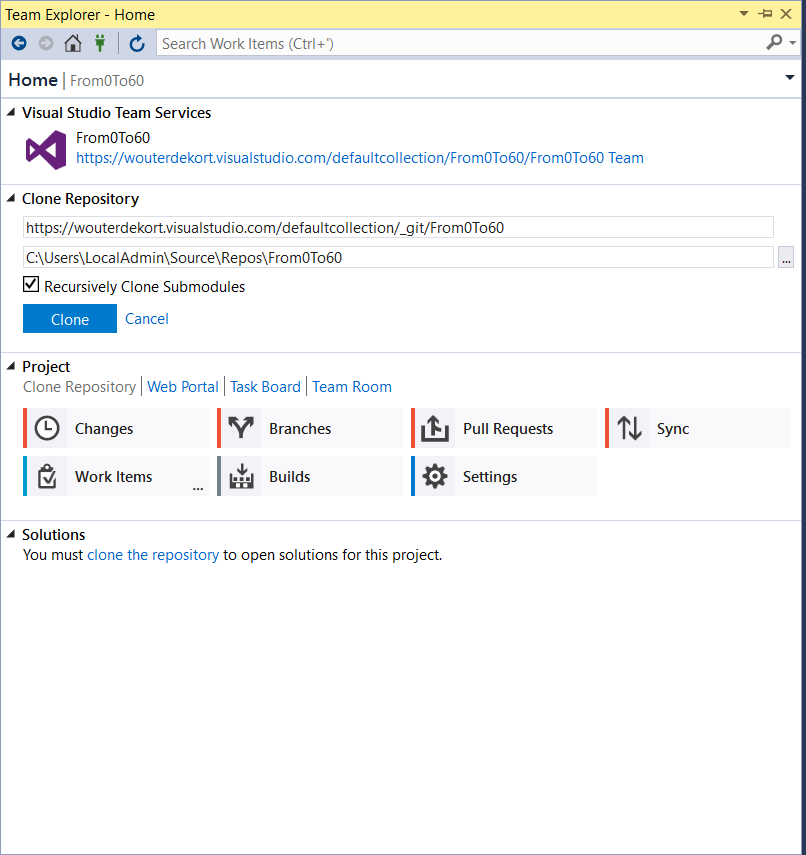 Team Explorer - Home
Search Work Items (Ctrl+')
Home | From0To60
Visual Studio Team Services
From0To60
https://wouterdekort.visualstudio.com/defaultcollection/From0To60/From0To60 Team
Clone Repository
https://wouterdekort.visualstudio.com/defaultcollection/_git/From0To60
C:\Users\LocalAdmin\Source\Repos\From0To60 ...
Recursively Clone Submodules
Clone Cancel
Project
Clone Repository | Web Portal | Task Board | Team Room
Changes Branches Pull Requests Sync
Work Items ... Builds Settings
Solutions
You must clone the repository to open solutions for this project.